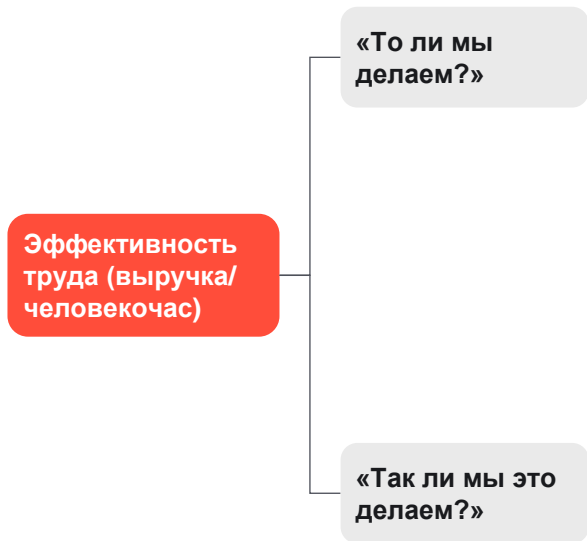 «То ли мы
делаем?»
Эффективность
труда (выручка/
человекочас)
«Так ли мы это
делаем?»